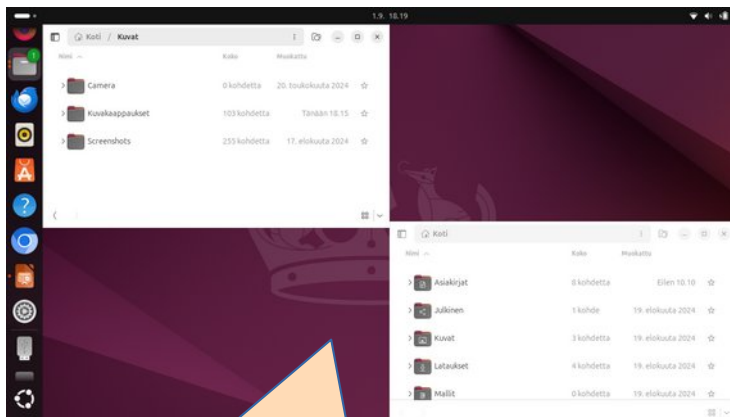 1.9. 18.19
Koti / Kuvat
Nimi Koko Muokattu
Camera 0 kohdetta 20. toukokuuta 2024
Kuvakaappaukset 103 kohdetta Tänään 18.15
Screenshots 255 kohdetta 17. elokuuta 2024
Koti
Nimi Koko Muokattu
Asiakirjat 8 kohdetta Eilen 10.10
Julkinen 1 kohde 19. elokuuta 2024
Kuvat 3 kohdetta 19. elokuuta 2024
Lataukset 4 kohdetta 19. elokuuta 2024
Mallit 0 kohdetta 19. elokuuta 2024
1